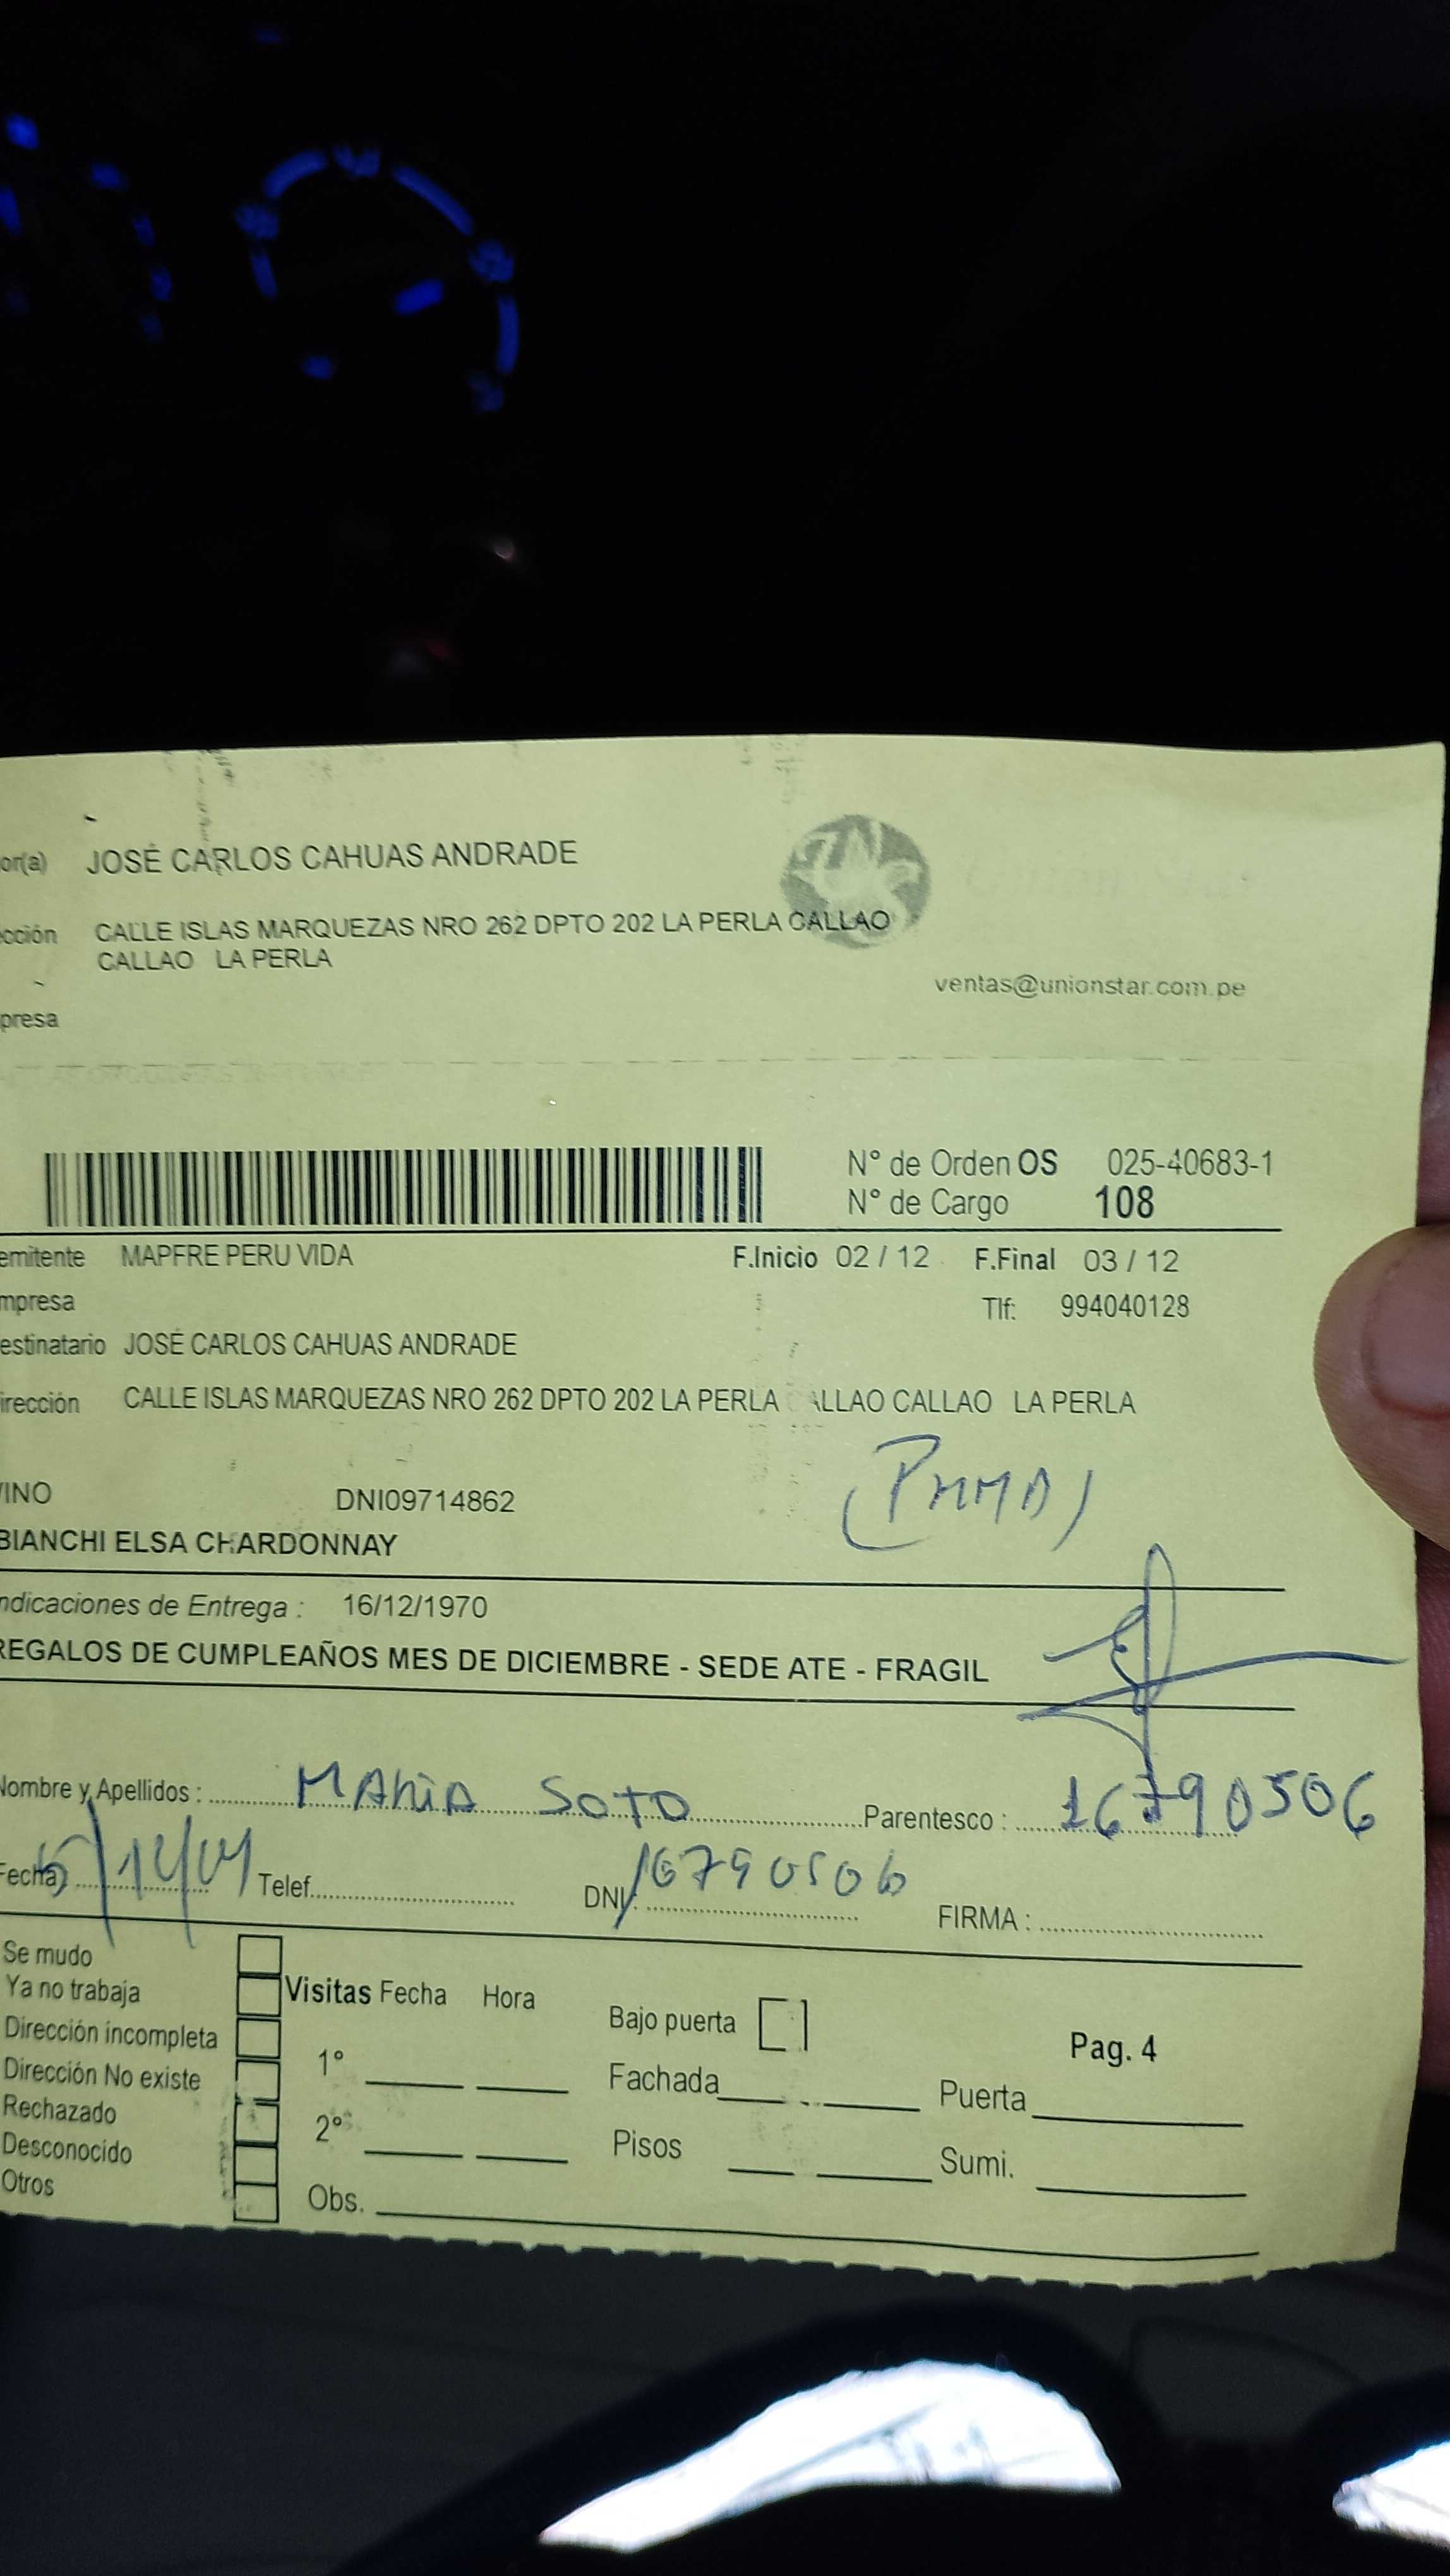 or(a) JOSÉ CARLOS CAHUAS ANDRADE
cción CALLE ISLAS MARQUEZAS NRO 262 DPTO 202 LA PERLA CALLAO
CALLAO LA PERLA
ventas@unionstar.com.pe
presa
N° de Orden OS 025-40683-1
N° de Cargo 108
emitente MAPFRE PERU VIDA F.Inicio 02 / 12 F.Final 03 / 12
mpresa Tlf: 994040128
estinatario JOSÉ CARLOS CAHUAS ANDRADE
irección CALLE ISLAS MARQUEZAS NRO 262 DPTO 202 LA PERLA ALLAO CALLAO LA PERLA
VINO DNI09714862
BIANCHI ELSA CHARDONNAY
ndicaciones de Entrega : 16/12/1970
REGALOS DE CUMPLEAÑOS MES DE DICIEMBRE - SEDE ATE - FRAGIL
Nombre y Apellidos : MARIA SOTO Parentesco : 16790506
Fecha Telef. DNI: 16790506 FIRMA :
Se mudo
Ya no trabaja Visitas Fecha Hora
Dirección incompleta Bajo puerta Pag. 4
Dirección No existe 1° Fachada Puerta
Rechazado
Desconocido 2° Pisos Sumi.
Otros Obs.